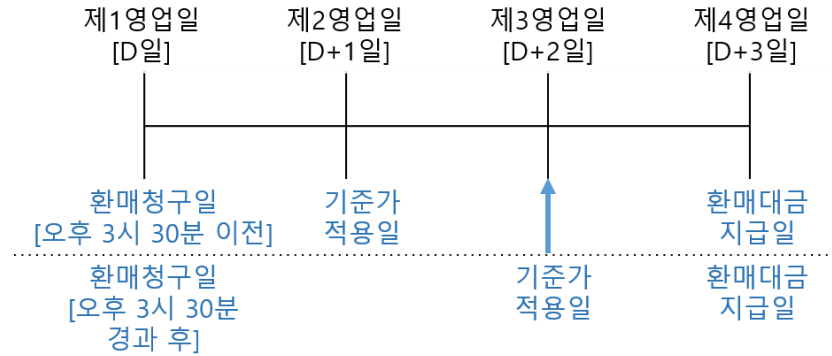 제1영업일 제2영업일 제3영업일 제4영업일
[D일] [D+1일] [D+2일] [D+3일]
환매청구일 기준가 환매대금
[오후 3시 30분 이전] 적용일 지급일
환매청구일 기준가 환매대금
[오후 3시 30분 적용일 지급일
경과 후]